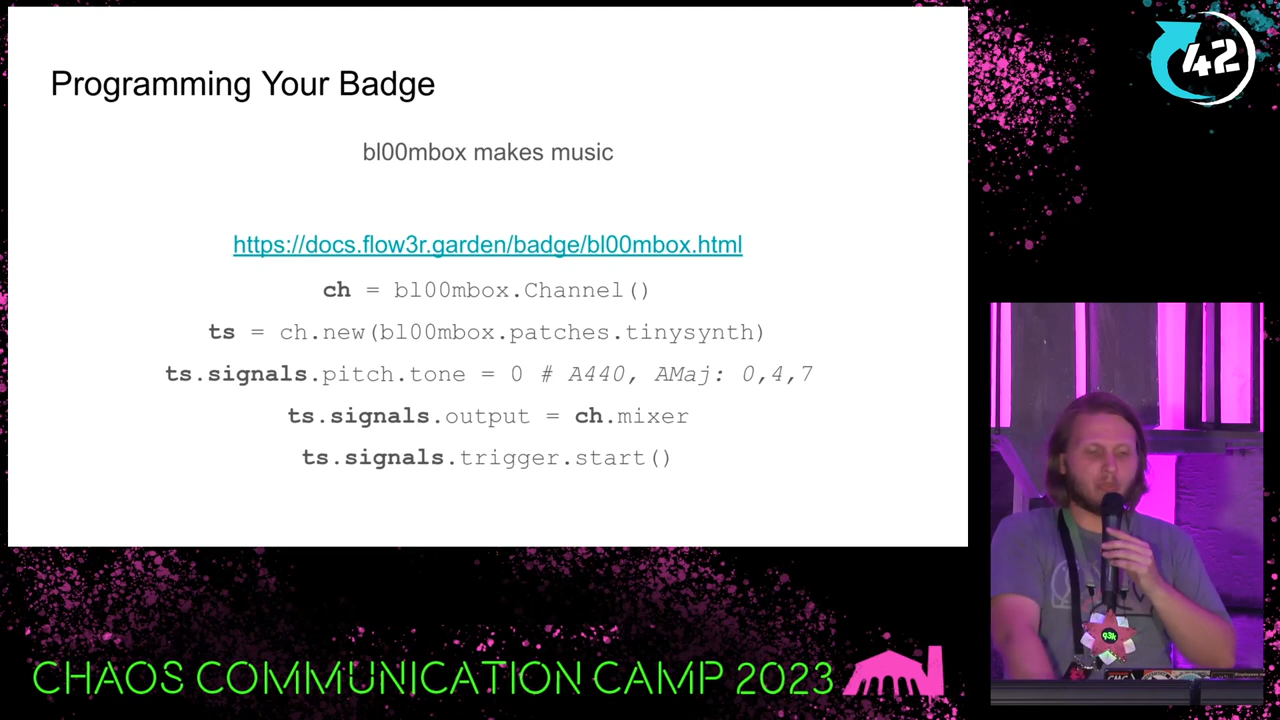 Programming Your Badge
42
bl00mbox makes music
https://docs.flow3r.garden/badge/bl00mbox.html
ch = bl00mbox.Channel()
ts = ch.new(bl00mbox.patches.tinysynth)
ts.signals.pitch.tone = 0 # A440, AMaj: 0,4,7
ts.signals.output = ch.mixer
ts.signals.trigger.start()
CHAOS COMMUNICATION CAMP 2023